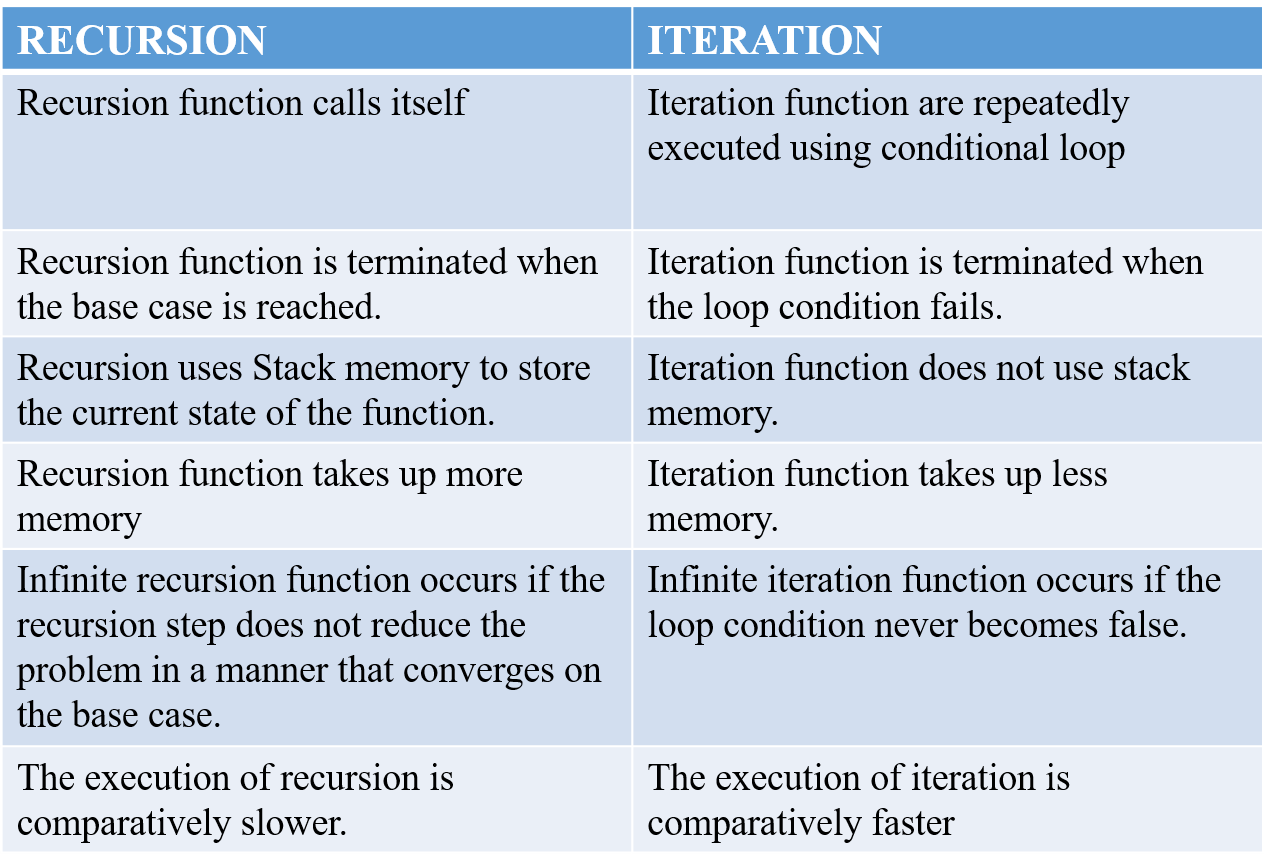 RECURSION
ITERATION
Recursion function calls itself
Iteration function are repeatedly
executed using conditional loop
Recursion function is terminated when
the base case is reached.
Iteration function is terminated when
the loop condition fails.
Recursion uses Stack memory to store
the current state of the function.
Iteration function does not use stack
memory.
Recursion function takes up more
memory
Iteration function takes up less
memory.
Infinite recursion function occurs if the
recursion step does not reduce the
problem in a manner that converges on
the base case.
Infinite iteration function occurs if the
loop condition never becomes false.
The execution of recursion is
comparatively slower.
The execution of iteration is
comparatively faster